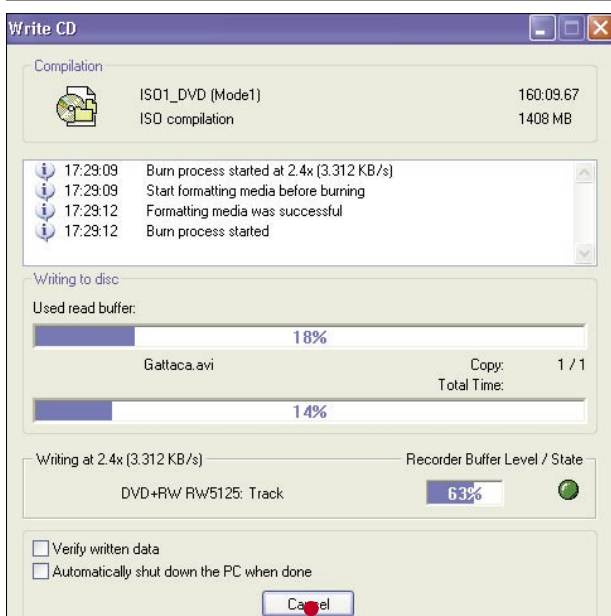 Write CD
Compilation
ISO1_DVD (Mode1) 160:09.67
ISO compilation 1408 MB
17:29:09 Burn process started at 2.4x (3.312 KB/s)
17:29:09 Start formatting media before burning
17:29:12 Formatting media was successful
17:29:12 Burn process started
Writing to disc
Used read buffer:
18%
Gattaca.avi Copy: 1 / 1
Total Time:
14%
Writing at 2.4x (3.312 KB/s) Recorder Buffer Level / State
DVD+RW RW5125: Track 63%
Verify written data
Automatically shut down the PC when done
Cancel